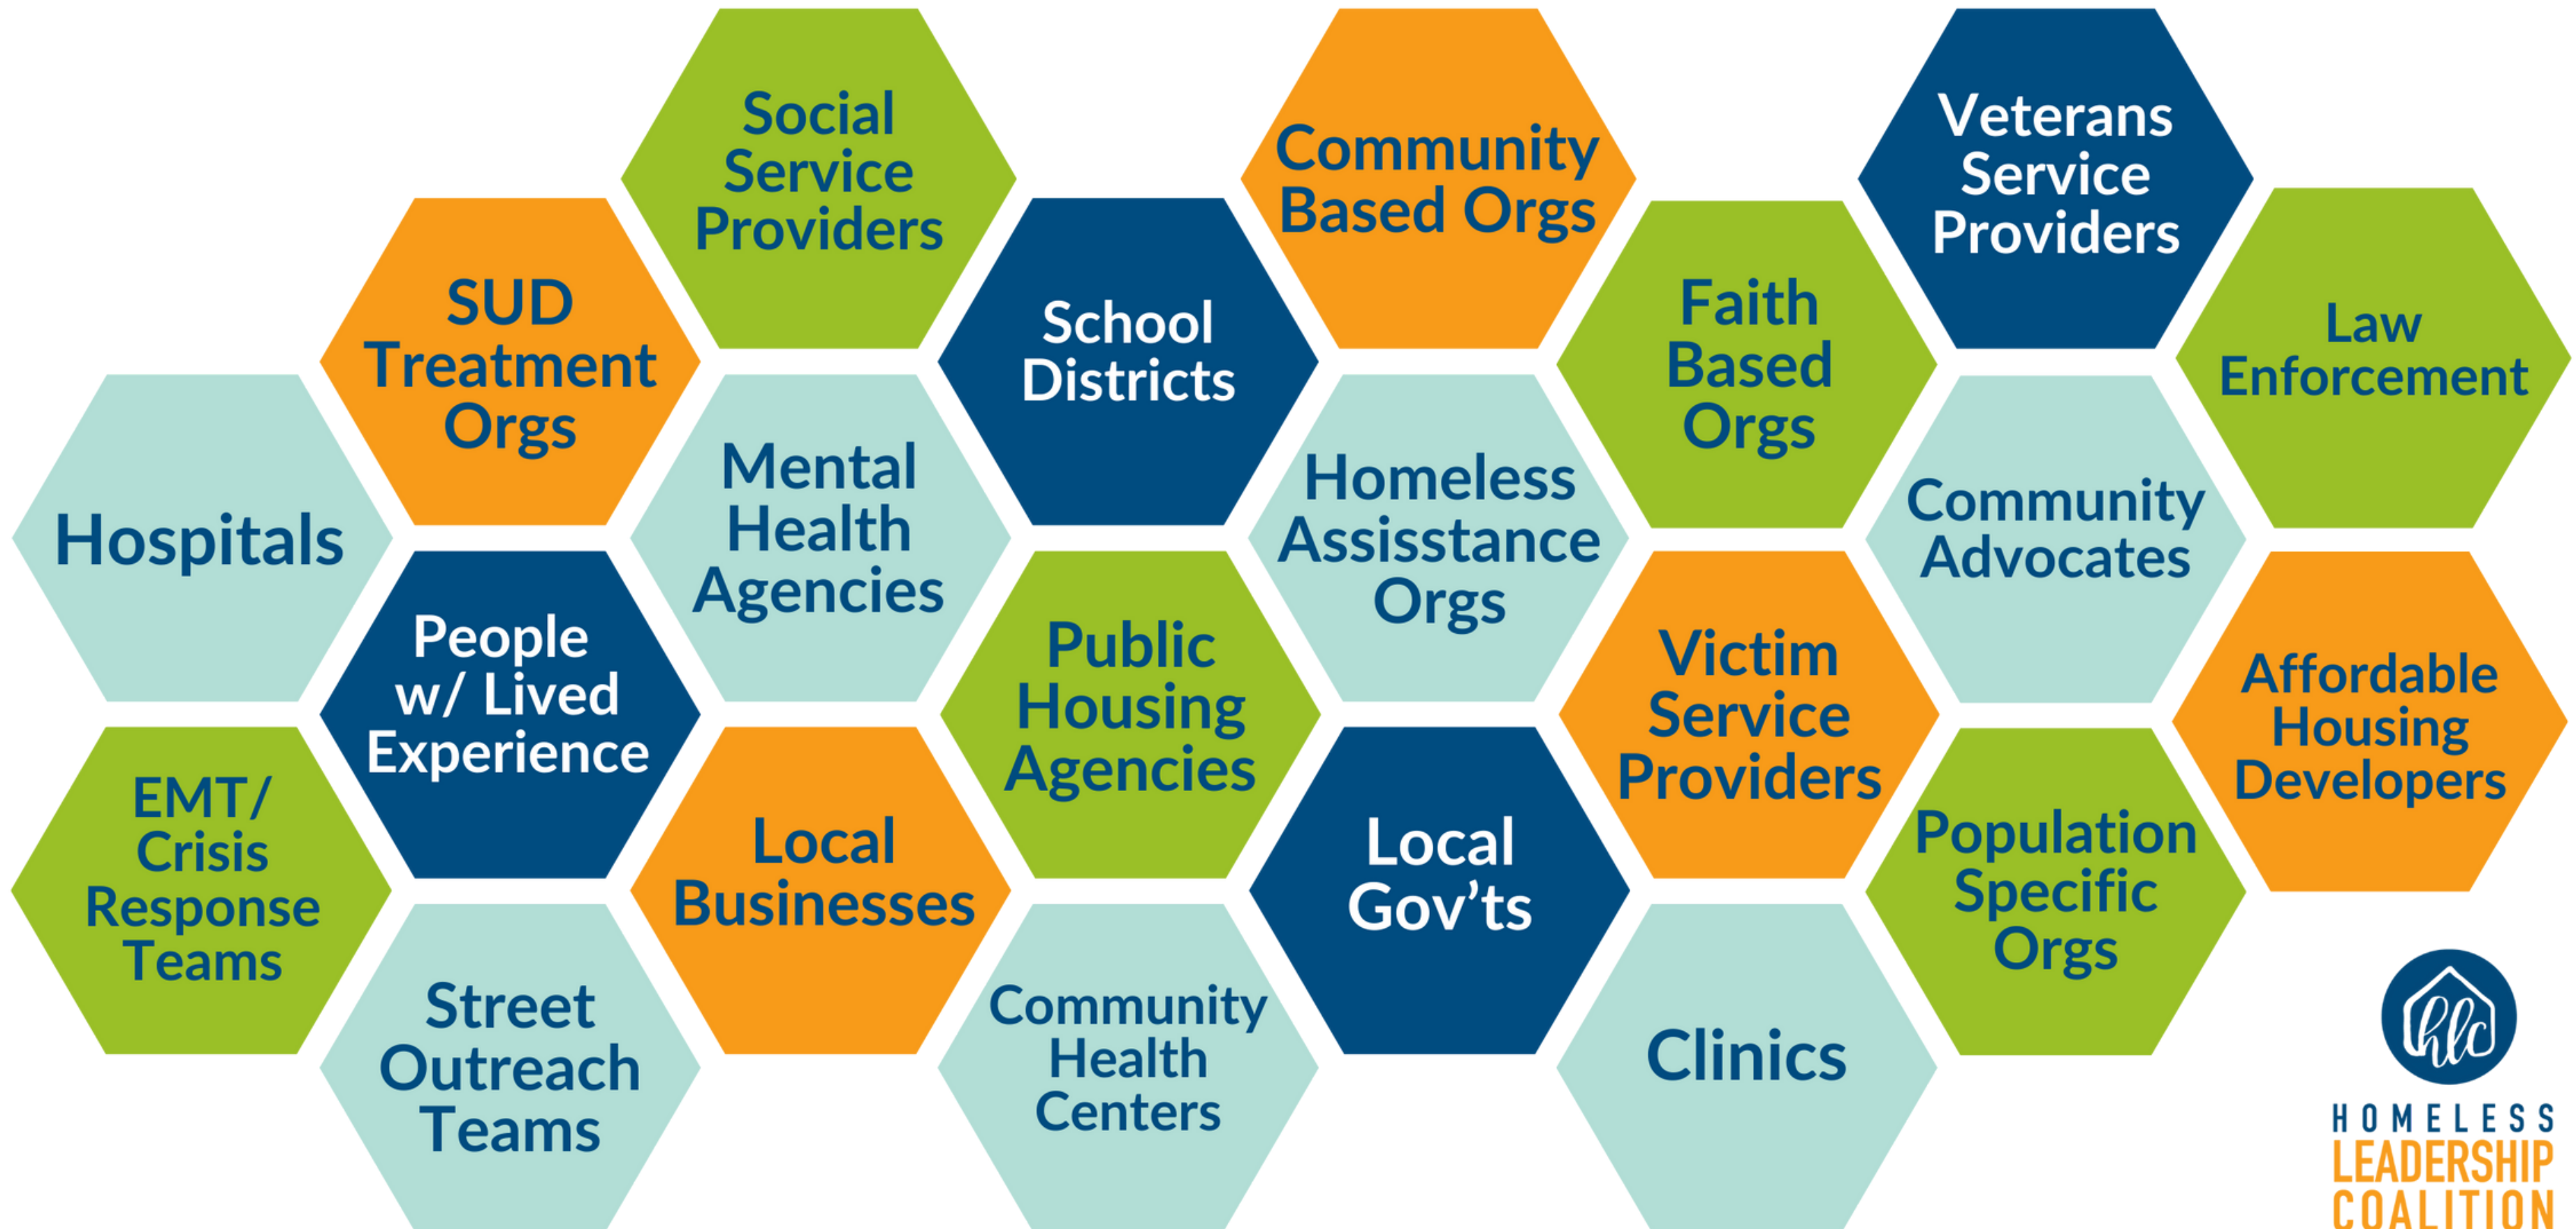 Social
Service
Providers
Community
Based Orgs
Veterans
Service
Providers
SUD
Treatment
Orgs
School
Districts
Faith
Based
Orgs
Law
Enforcement
Hospitals
Mental
Health
Agencies
Homeless
Assisstance
Orgs
Community
Advocates
People
w/ Lived
Experience
Public
Housing
Agencies
Victim
Service
Providers
Affordable
Housing
Developers
EMT/
Crisis
Response
Teams
Local
Businesses
Local
Gov’ts
Population
Specific
Orgs
Street
Outreach
Teams
Community
Health
Centers
Clinics
hlc
HOMELESS
LEADERSHIP
COALITION